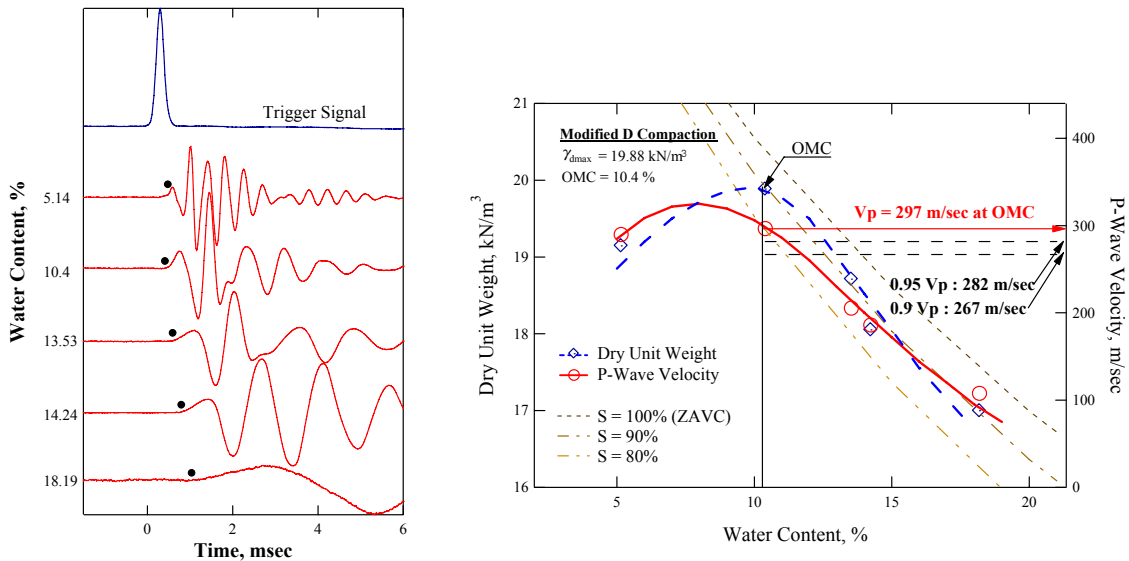 Trigger Signal
Water Content, %
5.14
10.4
13.53
14.24
18.19
0
2
4
6
Time, msec
21
20
19
18
17
16
Dry Unit Weight, kN/m³
Modified D Compaction
γdmax = 19.88 kN/m³
OMC = 10.4 %
OMC
Vp = 297 m/sec at OMC
0.95 Vp : 282 m/sec
0.9 Vp : 267 m/sec
Dry Unit Weight
P-Wave Velocity
S = 100% (ZAVC)
S = 90%
S = 80%
5
10
15
20
Water Content, %
400
300
200
100
0
P-Wave Velocity, m/sec